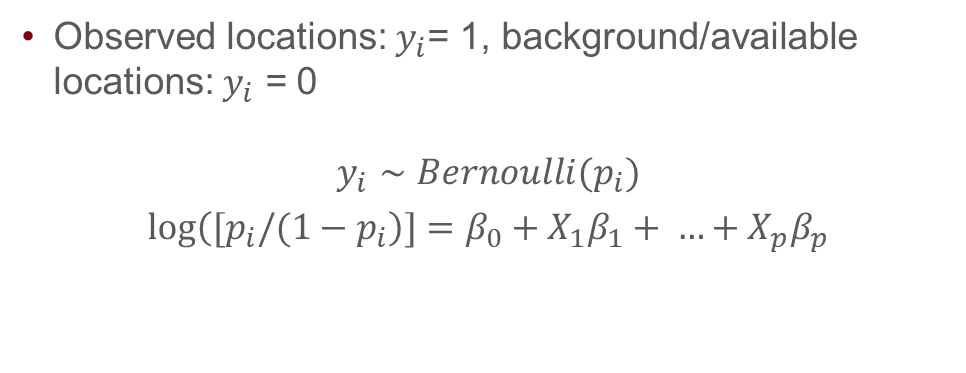 • Observed locations: yᵢ= 1, background/available
locations: yᵢ = 0
yᵢ ~ Bernoulli(pᵢ)
log([pᵢ/(1 − pᵢ)] = β₀ + X₁β₁ + … + Xₚβₚ